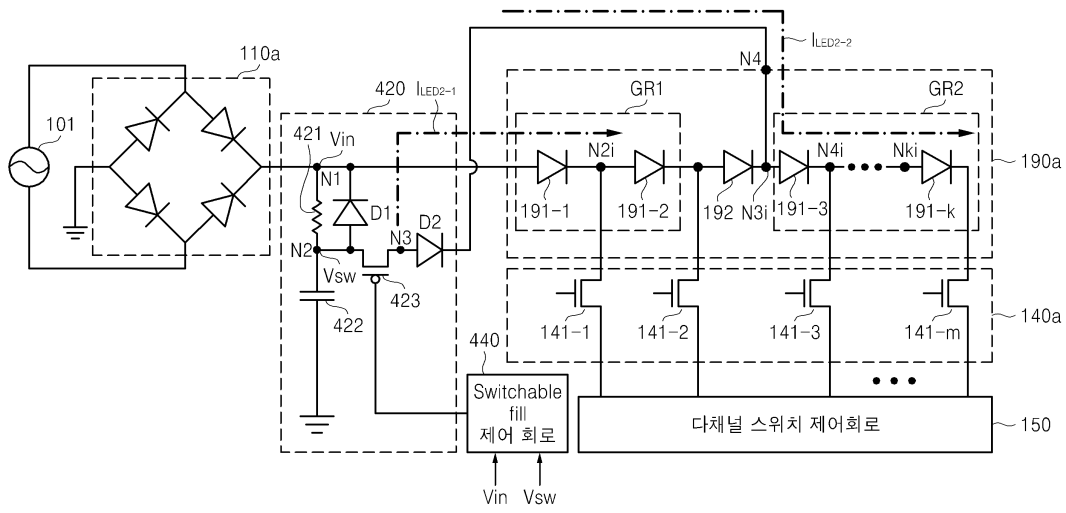 I_LED2-2
110a
N4
420
I_LED2-1
GR1
GR2
101
421
Vin
N2i
N4i
Nki
190a
N1
D1
D2
191-1
191-2
192
N3i
191-3
191-k
N2
N3
Vsw
422
423
141-1
141-2
141-3
141-m
140a
440
Switchable
fill
제어 회로
다채널 스위치 제어회로
150
Vin
Vsw